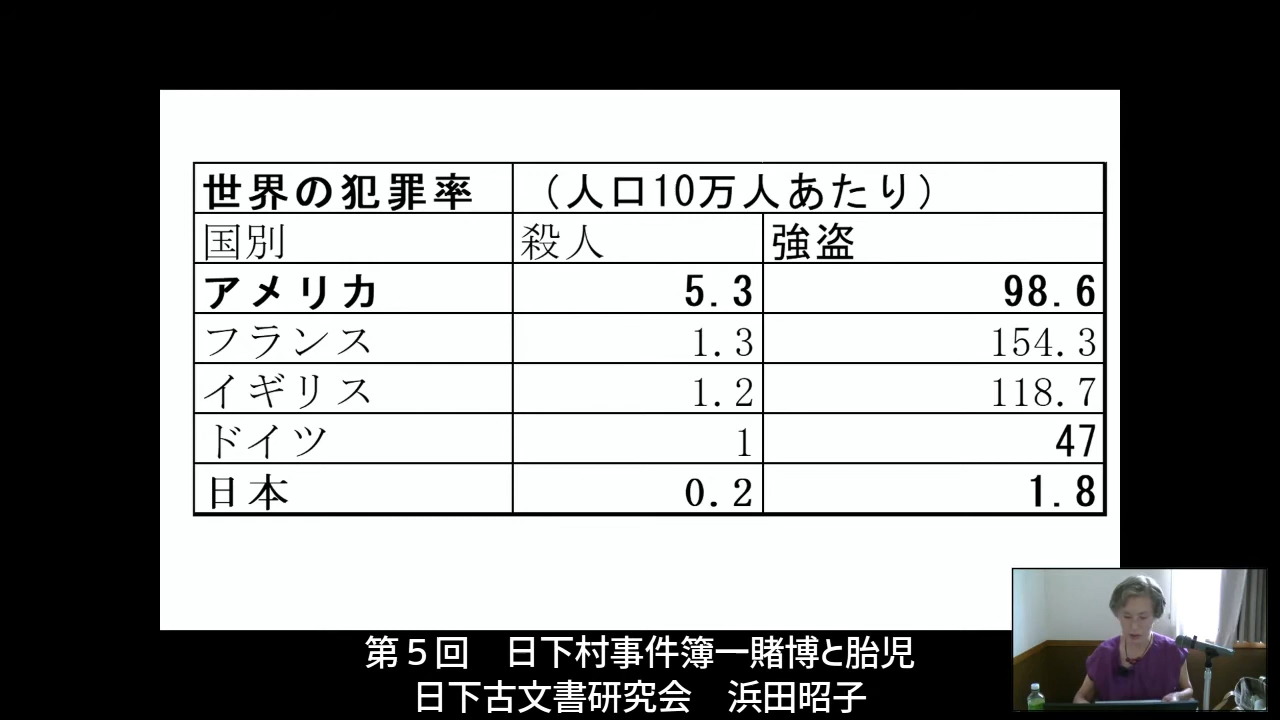 世界の犯罪率 （人口10万人あたり）
国別 殺人 強盗
アメリカ 5.3 98.6
フランス 1.3 154.3
イギリス 1.2 118.7
ドイツ 1 47
日本 0.2 1.8
第５回　日下村事件簿ー賭博と胎児
日下古文書研究会　浜田昭子